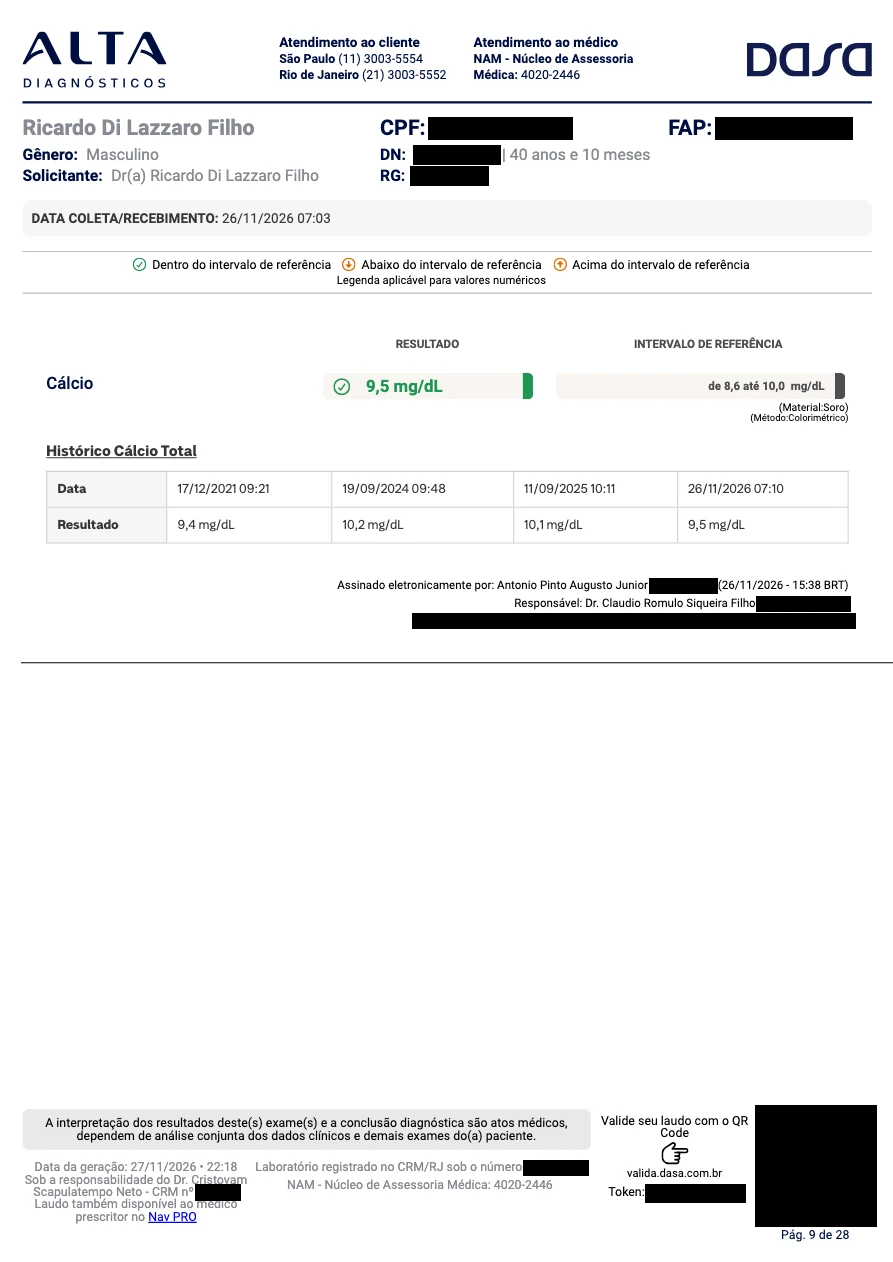 ALTA
DIAGNÓSTICOS
Atendimento ao cliente
São Paulo (11) 3003-5554
Rio de Janeiro (21) 3003-5552
Atendimento ao médico
NAM - Núcleo de Assessoria
Médica: 4020-2446
DASA
Ricardo Di Lazzaro Filho
CPF:
FAP:
Gênero: Masculino
DN: | 40 anos e 10 meses
Solicitante: Dr(a) Ricardo Di Lazzaro Filho
RG:
DATA COLETA/RECEBIMENTO: 26/11/2026 07:03
Dentro do intervalo de referência Abaixo do intervalo de referência Acima do intervalo de referência
Legenda aplicável para valores numéricos
RESULTADO INTERVALO DE REFERÊNCIA
Cálcio 9,5 mg/dL de 8,6 até 10,0 mg/dL
(Material:Soro)
(Método:Colorimétrico)
Histórico Cálcio Total
Data 17/12/2021 09:21 19/09/2024 09:48 11/09/2025 10:11 26/11/2026 07:10
Resultado 9,4 mg/dL 10,2 mg/dL 10,1 mg/dL 9,5 mg/dL
Assinado eletronicamente por: Antonio Pinto Augusto Junior (26/11/2026 - 15:38 BRT)
Responsável: Dr. Claudio Romulo Siqueira Filho
A interpretação dos resultados deste(s) exame(s) e a conclusão diagnóstica são atos médicos,
dependem de análise conjunta dos dados clínicos e demais exames do(a) paciente.
Data da geração: 27/11/2026 • 22:18
Sob a responsabilidade do Dr. Cristovam
Scapulatempo Neto - CRM nº
Laudo também disponível ao médico
prescritor no Nav PRO
Laboratório registrado no CRM/RJ sob o número
NAM - Núcleo de Assessoria Médica: 4020-2446
Valide seu laudo com o QR
Code
valida.dasa.com.br
Token:
Pág. 9 de 28